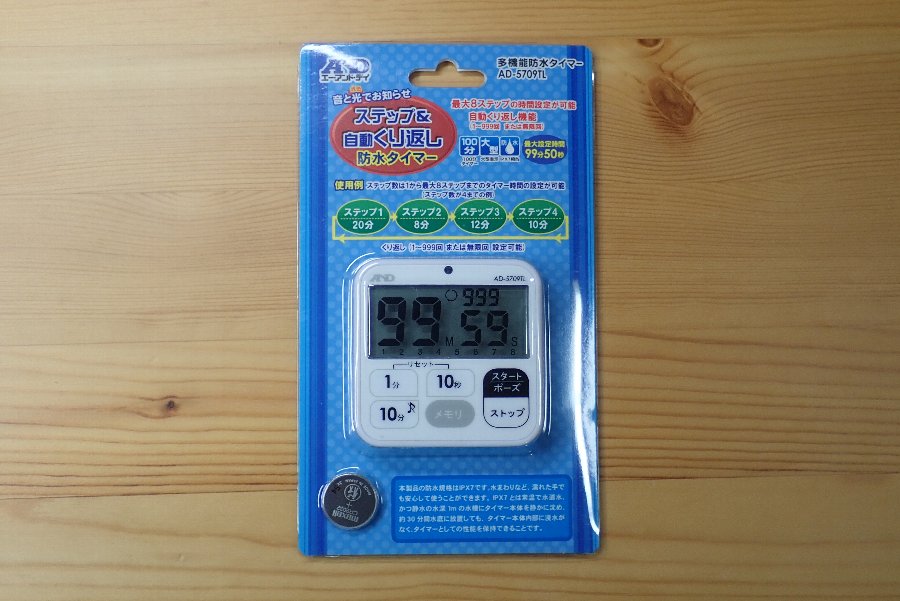 AND
エー・アンド・デイ
多機能防水タイマー
AD-5709TL
音と光でお知らせ
ステップ&
自動くり返し
防水タイマー
最大8ステップの時間設定が可能
自動くり返し機能
(1〜999回 または無限回)
100分
大型
防水
最大設定時間
99分50秒
使用例 ステップ数は1から最大8ステップまでのタイマー時間の設定が可能
(ステップ数が4までの例)
ステップ1 ステップ2 ステップ3 ステップ4
20分 8分 12分 10分
くり返し (1〜999回 または無限回 設定可能)
AND AD-5709TL
999
99 M 59 S
1 2 3 4 5 6 7 8
リセット
1分 10秒 スタート
ポーズ
10分 メモリ ストップ
本製品の防水規格はIPX7です。水まわりなど、濡れた手で
も安心して使うことができます。IPX7とは常温で水道水、
かつ静水の水深1mの水槽にタイマー本体を静かに沈め、
約30分間水底に放置しても、タイマー本体内部に浸水が
なく、タイマーとしての性能を保持できることです。
maxell